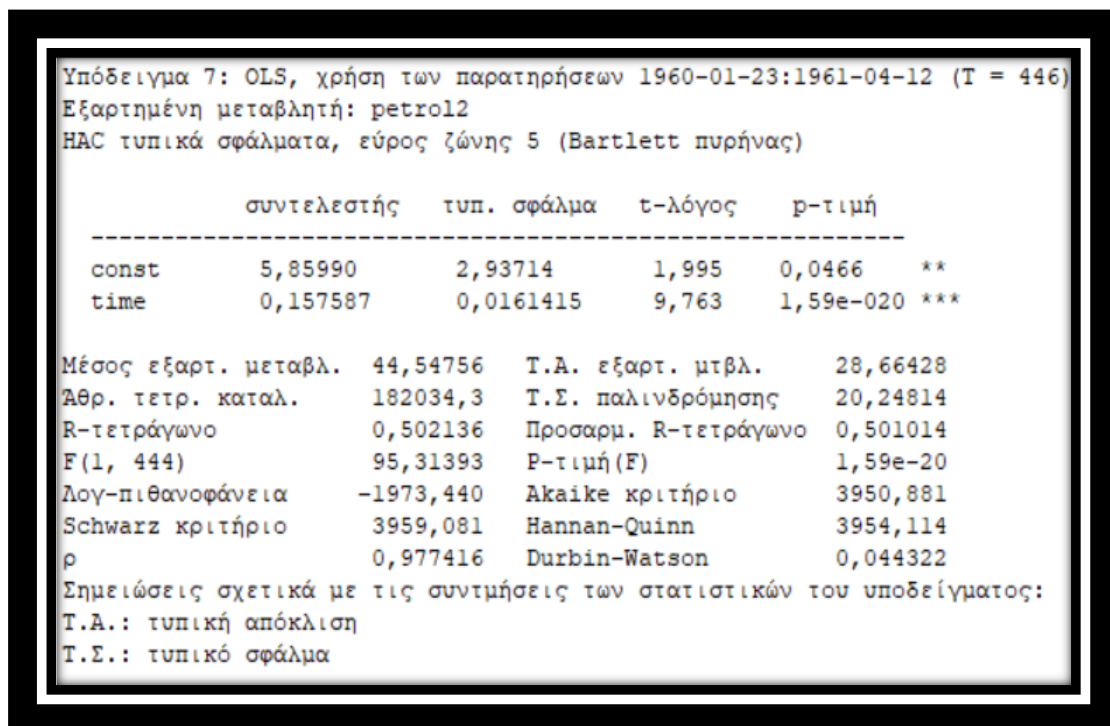 Υπόδειγμα 7: OLS, χρήση των παρατηρήσεων 1960-01-23:1961-04-12 (T = 446)
Εξαρτημένη μεταβλητή: petrol2
HAC τυπικά σφάλματα, εύρος ζώνης 5 (Bartlett πυρήνας)
συντελεστής τυπ. σφάλμα t-λόγος p-τιμή
------------------------------------------------------------
const 5,85990 2,93714 1,995 0,0466 **
time 0,157587 0,0161415 9,763 1,59e-020 ***
Μέσος εξαρτ. μεταβλ. 44,54756 Τ.Α. εξαρτ. μτβλ. 28,66428
Άθρ. τετρ. καταλ. 182034,3 Τ.Σ. παλινδρόμησης 20,24814
R-τετράγωνο 0,502136 Προσαρμ. R-τετράγωνο 0,501014
F(1, 444) 95,31393 P-τιμή(F) 1,59e-20
Λογ-πιθανοφάνεια -1973,440 Akaike κριτήριο 3950,881
Schwarz κριτήριο 3959,081 Hannan-Quinn 3954,114
ρ 0,977416 Durbin-Watson 0,044322
Σημειώσεις σχετικά με τις συντμήσεις των στατιστικών του υποδείγματος:
Τ.Α.: τυπική απόκλιση
Τ.Σ.: τυπικό σφάλμα